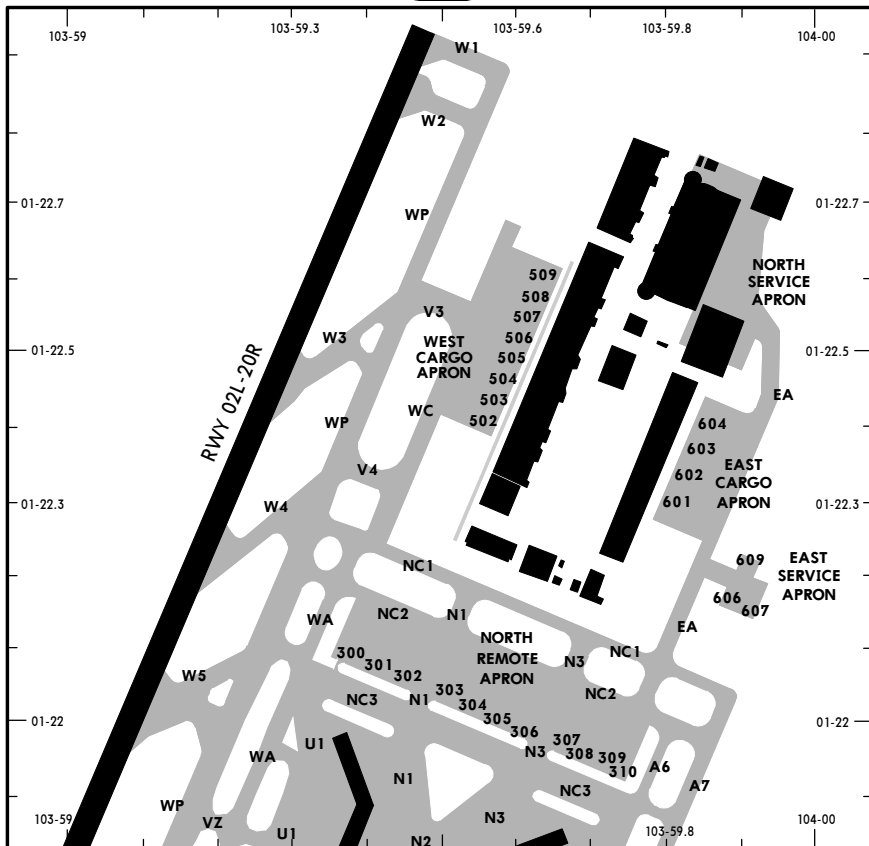 103-59
103-59.3
103-59.6
103-59.8
104-00
W1
W2
01-22.7
WP
01-22.7
509
NORTH
SERVICE
APRON
508
V3
507
W3
506
WEST
CARGO
APRON
01-22.5
505
01-22.5
504
EA
503
WC
502
WP
604
RWY 02L-20R
603
V4
602
EAST
CARGO
APRON
601
01-22.3
W4
01-22.3
609
EAST
SERVICE
APRON
NC1
606
607
NC2
N1
WA
EA
NORTH
REMOTE
APRON
300
NC1
301
N3
302
W5
303
NC2
NC3
N1
304
305
01-22
01-22
306
307
U1
N3
308
309
WA
310
A6
N1
A7
NC3
WP
103-59
VZ
N3
104-00
103-59.8
U1
N2